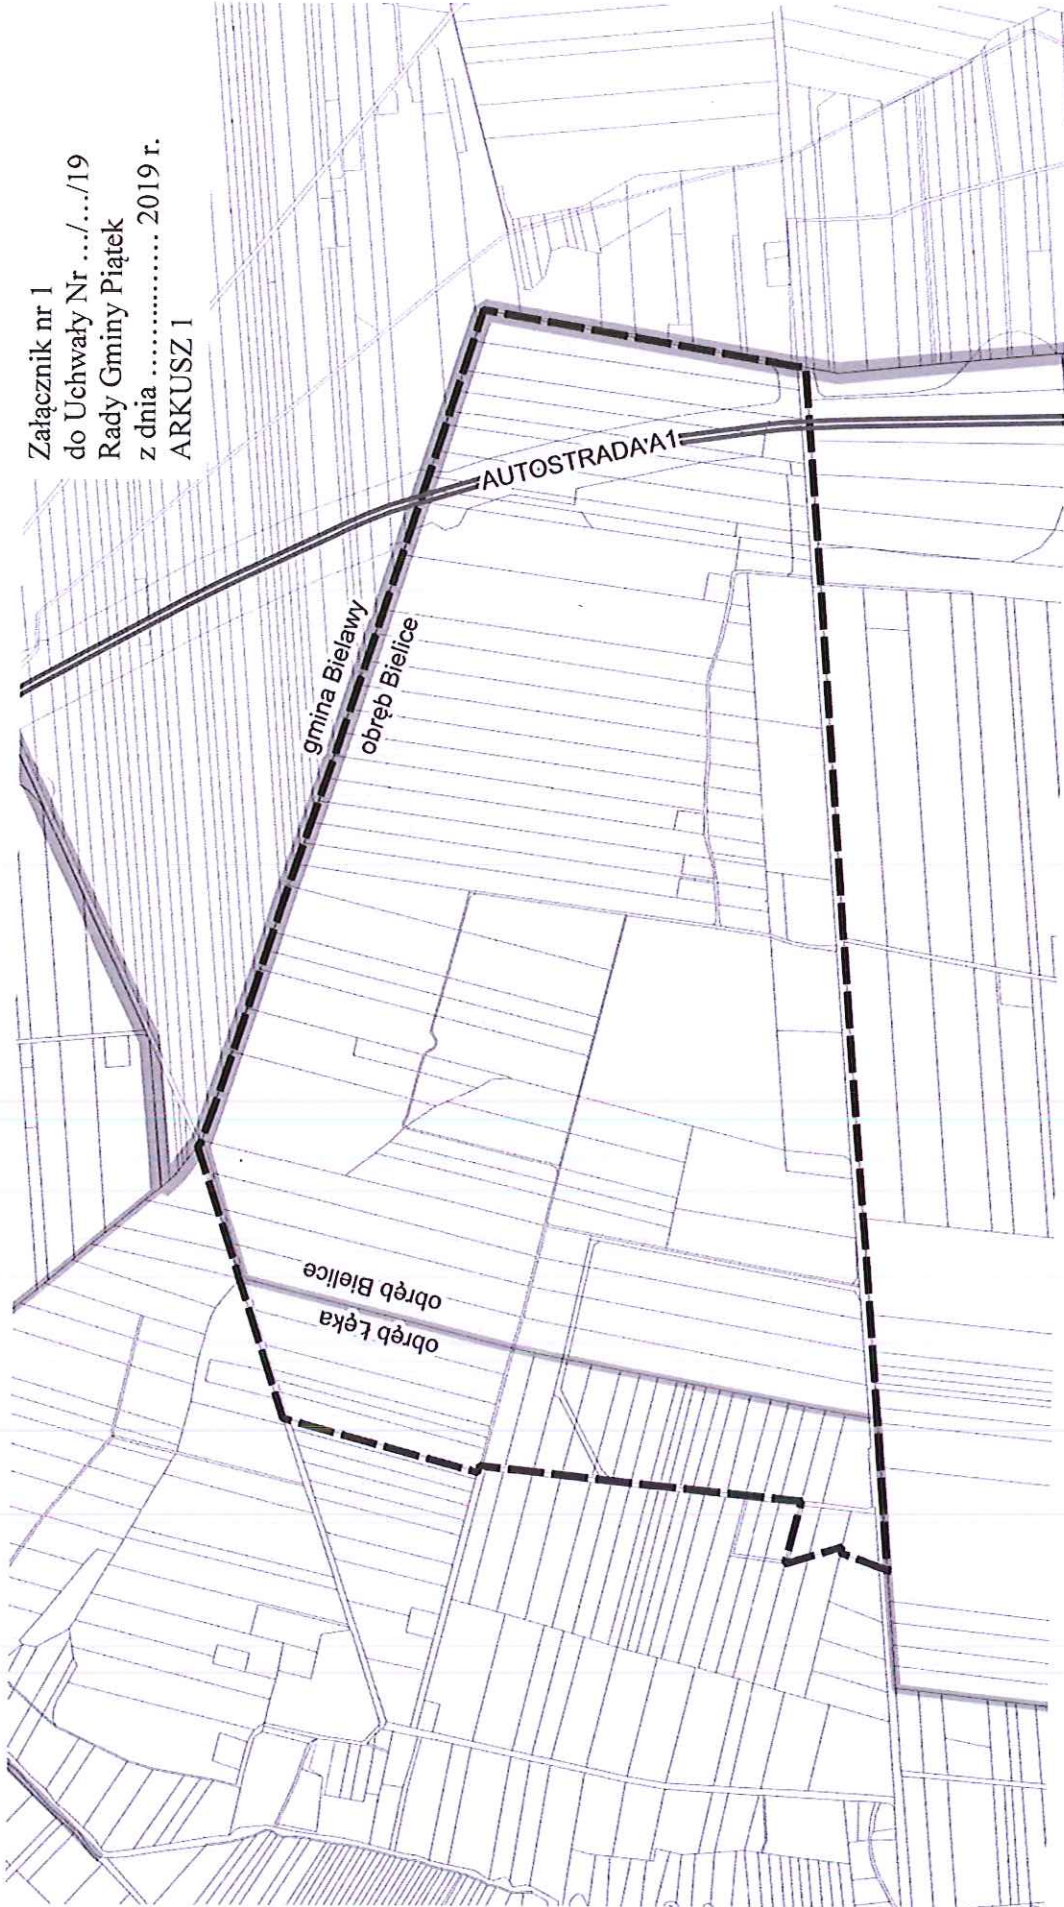 Załącznik nr 1
do Uchwały Nr .../.../19
Rady Gminy Piątek
z dnia ..................... 2019 r.
ARKUSZ 1
AUTOSTRADA A1
gmina Bielawy
obręb Bielice
obręb Bielice
obręb Łęka